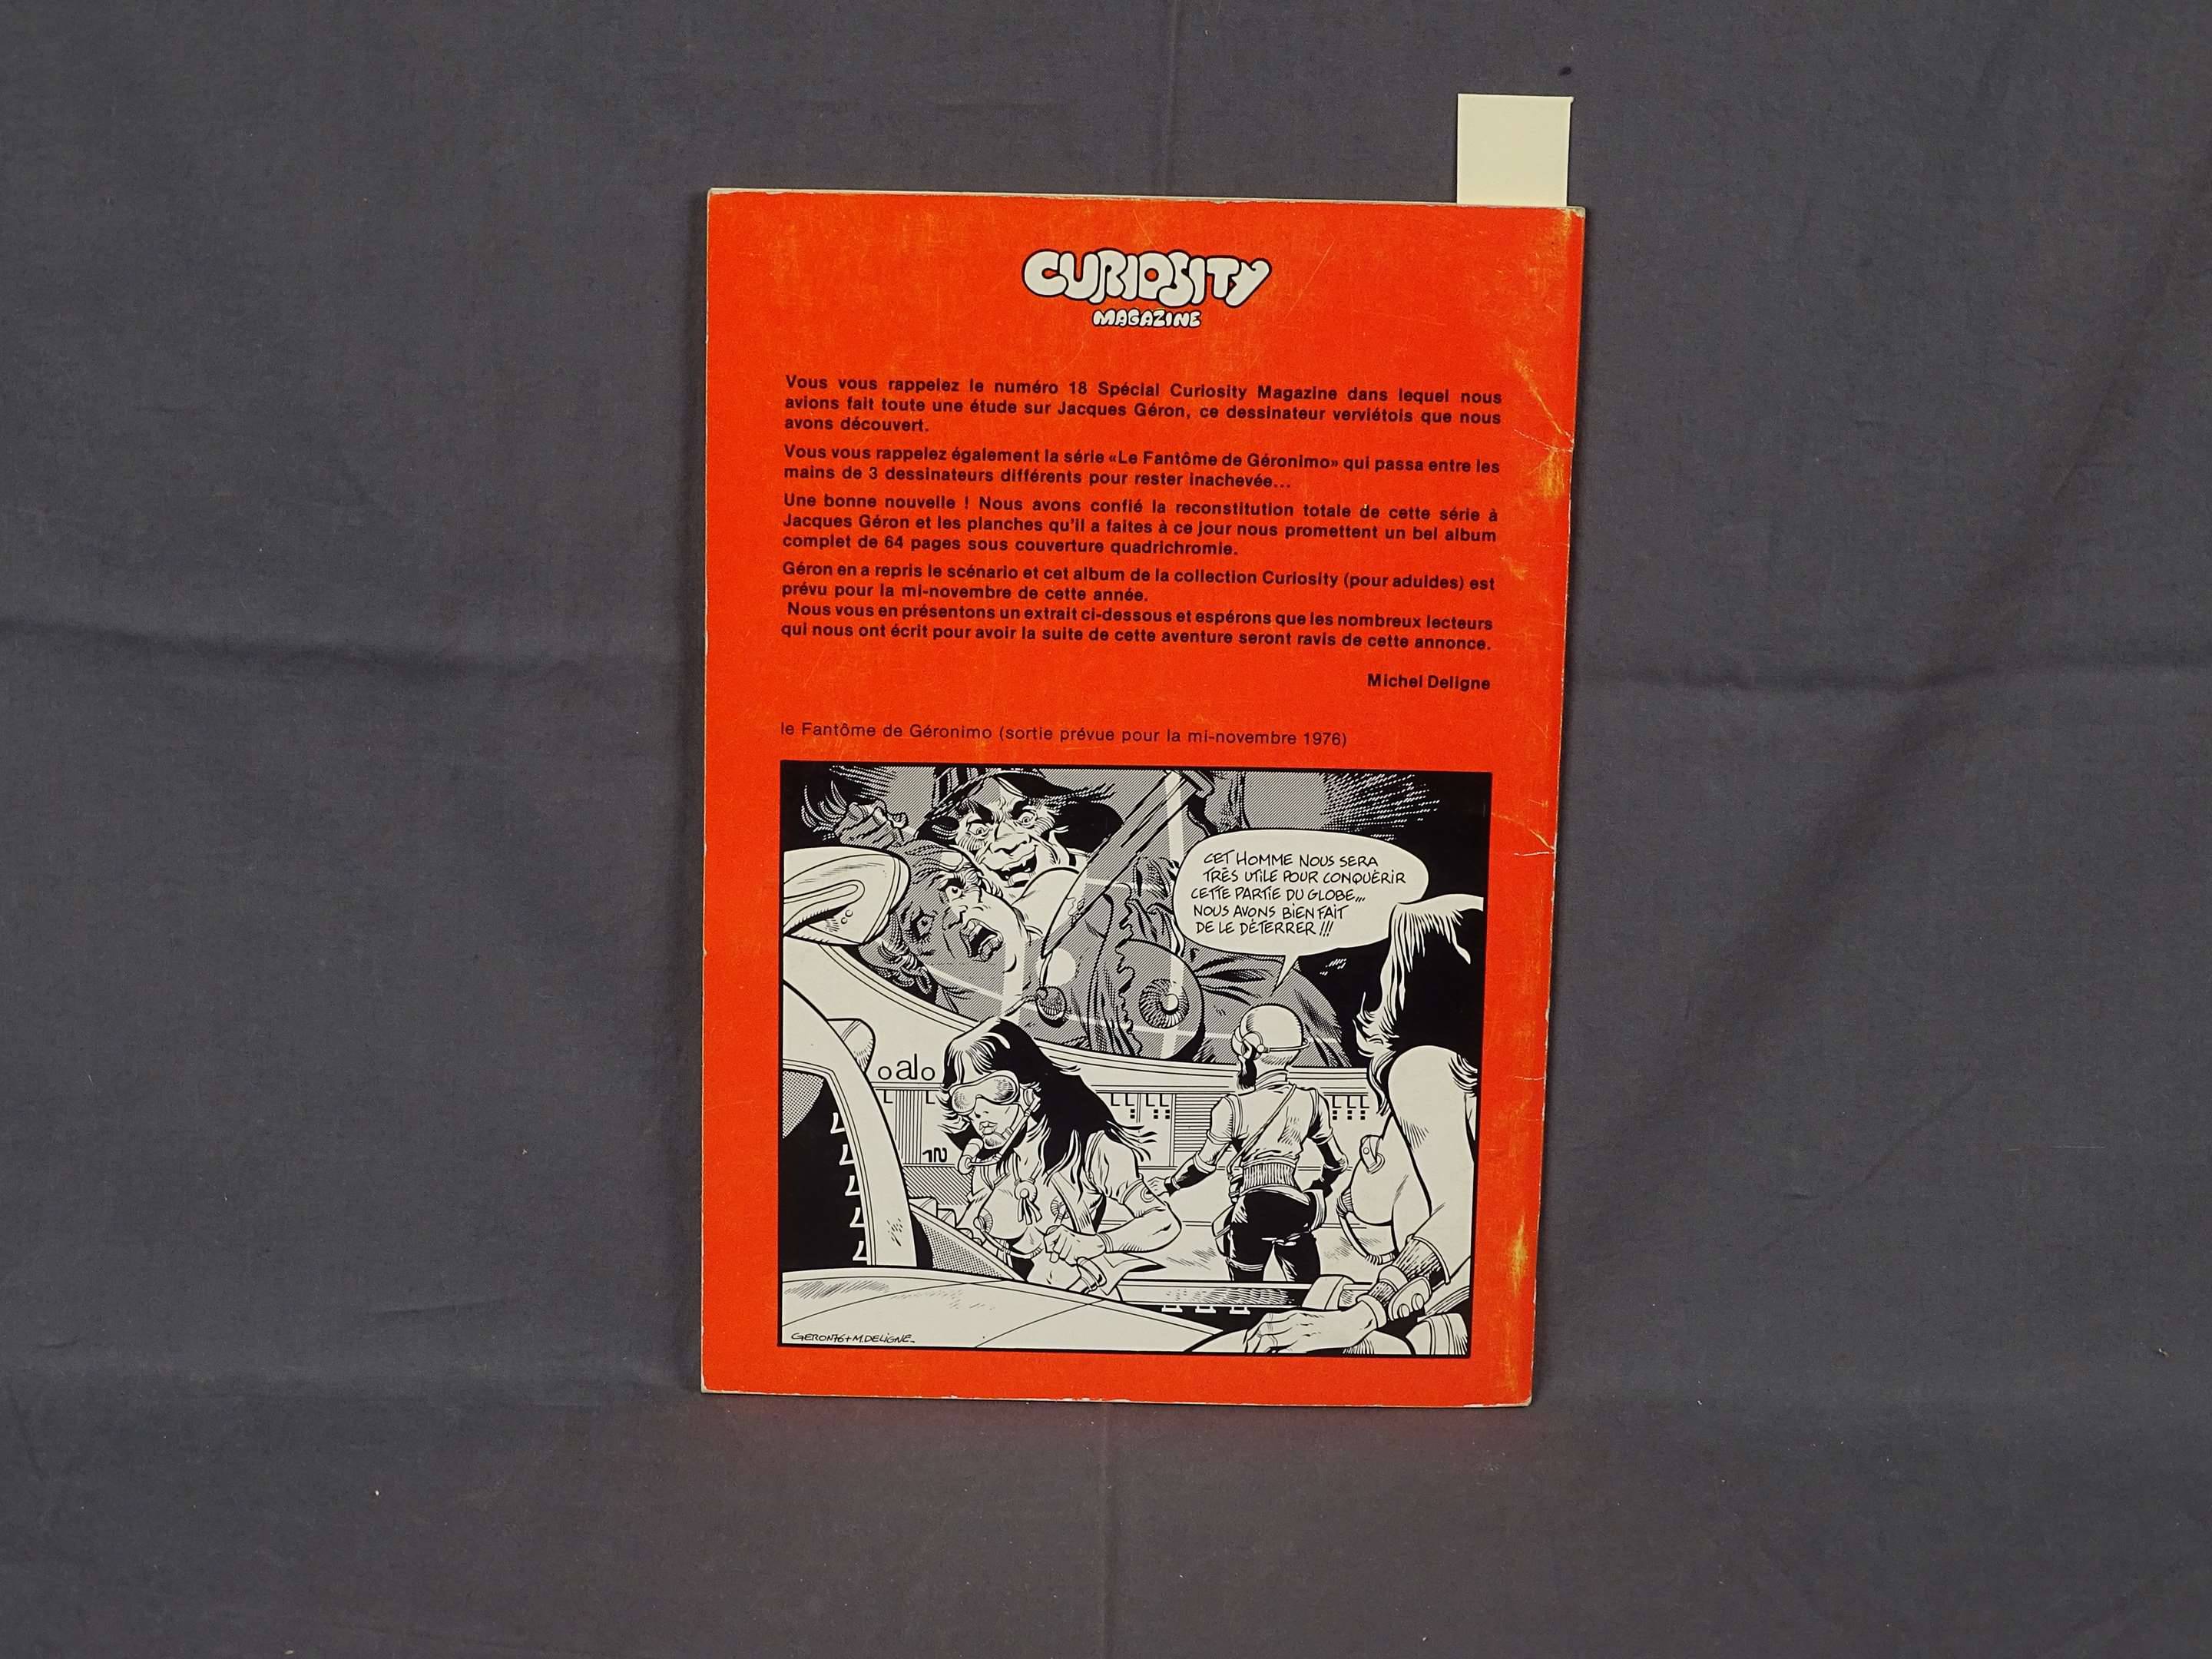 CURIOSITY
MAGAZINE
Vous vous rappelez le numéro 18 Spécial Curiosity Magazine dans lequel nous
avions fait toute une étude sur Jacques Géron, ce dessinateur verviétois que nous
avons découvert.
Vous vous rappelez également la série «Le Fantôme de Géronimo» qui passa entre les
mains de 3 dessinateurs différents pour rester inachevée...
Une bonne nouvelle ! Nous avons confié la reconstitution totale de cette série à
Jacques Géron et les planches qu'il a faites à ce jour nous promettent un bel album
complet de 64 pages sous couverture quadrichromie.
Géron en a repris le scénario et cet album de la collection Curiosity (pour aduldes) est
prévu pour la mi-novembre de cette année.
Nous vous en présentons un extrait ci-dessous et espérons que les nombreux lecteurs
qui nous ont écrit pour avoir la suite de cette aventure seront ravis de cette annonce.
Michel Deligne
le Fantôme de Géronimo (sortie prévue pour la mi-novembre 1976)
CET HOMME NOUS SERA
TRÈS UTILE POUR CONQUÉRIR
CETTE PARTIE DU GLOBE...
NOUS AVONS BIEN FAIT
DE LE DÉTERRER !!!
oalo
GERON76+M.DELIGNE_